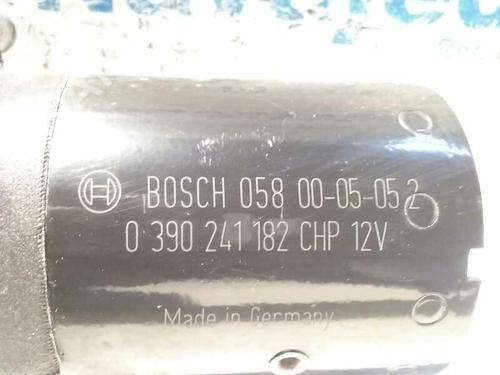 BOSCH 058 00-05-05 2
0 390 241 182 CHP 12V
Made in Germany